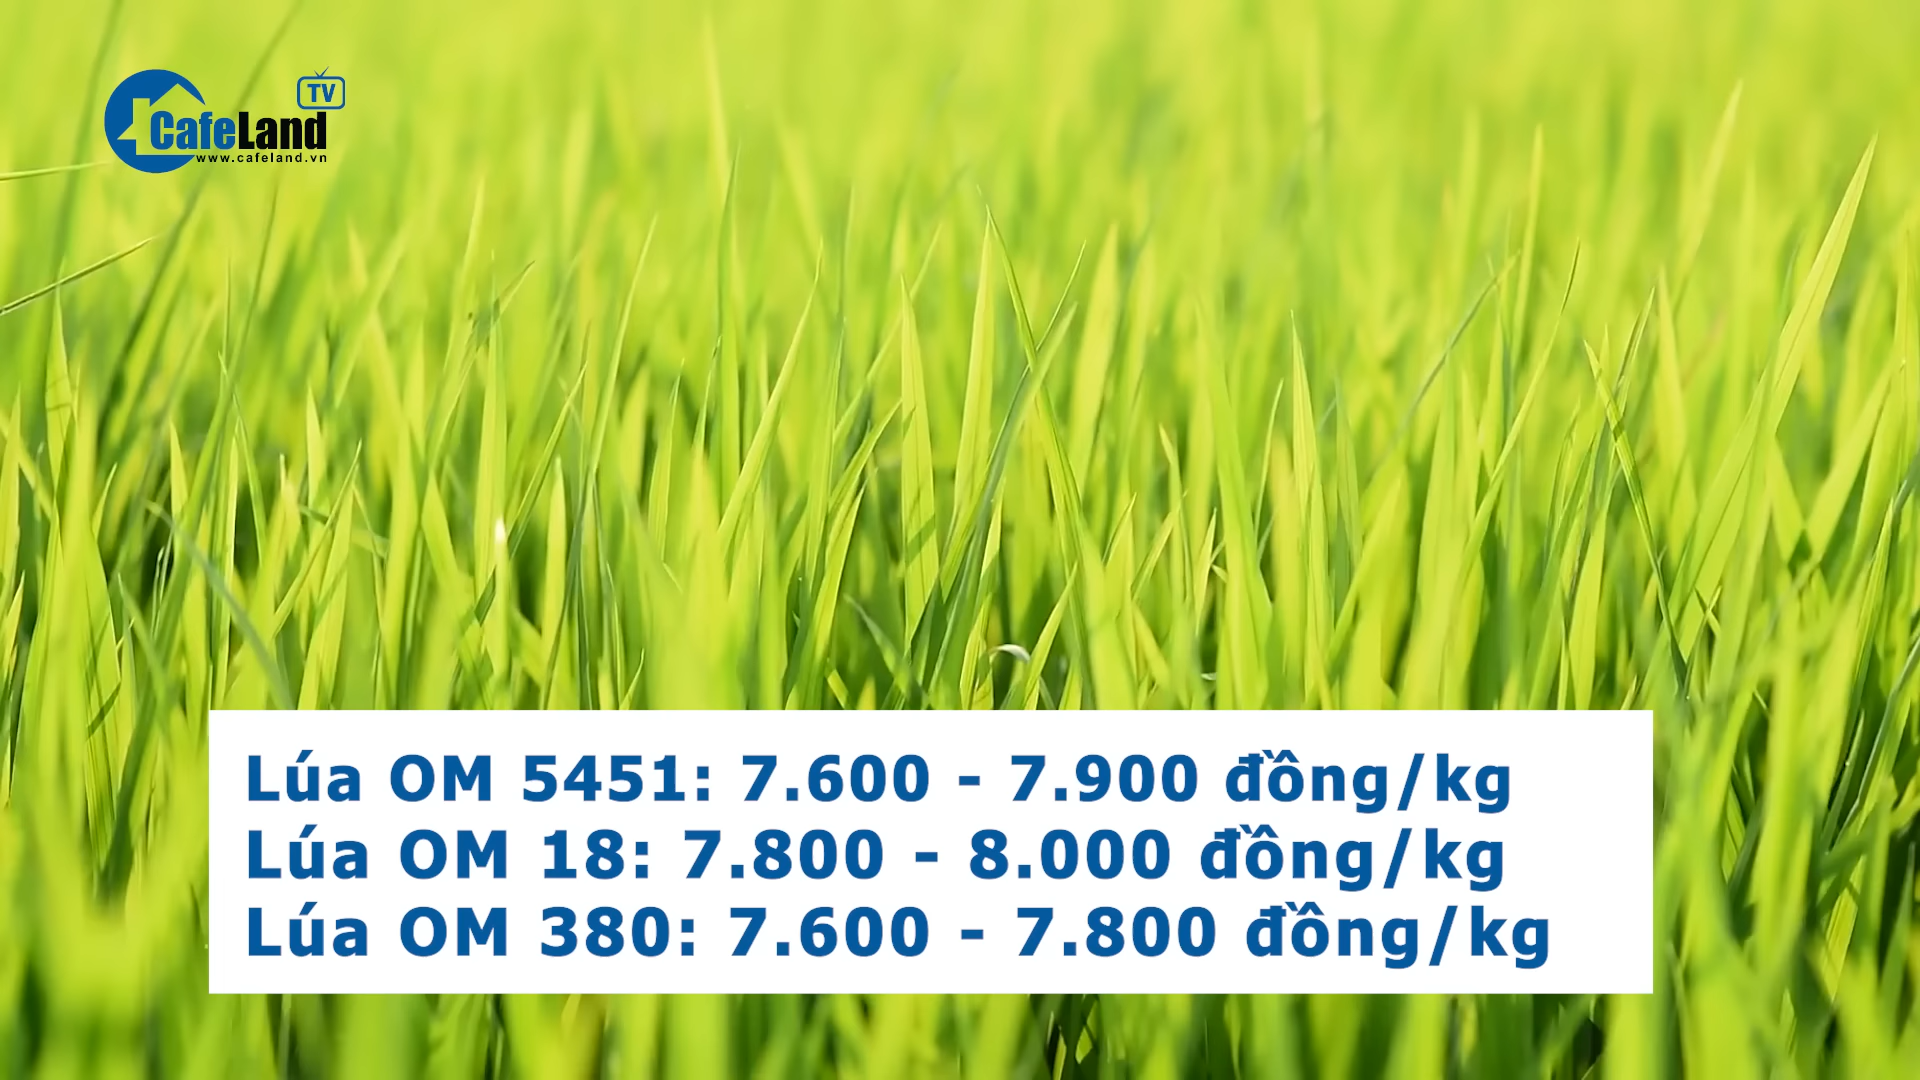 CafeLand TV
www.cafeland.vn
Lúa OM 5451: 7.600 - 7.900 đồng/kg
Lúa OM 18: 7.800 - 8.000 đồng/kg
Lúa OM 380: 7.600 - 7.800 đồng/kg